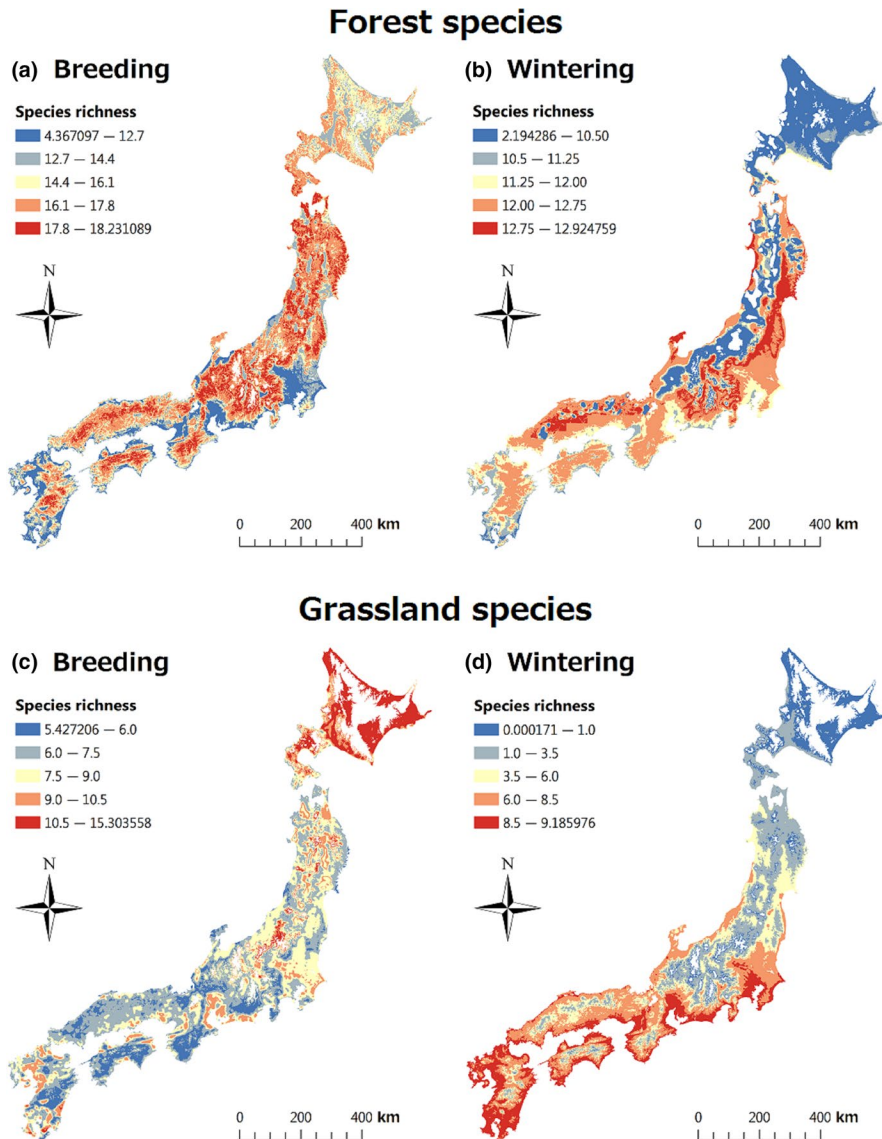 Forest species
(a) Breeding
Species richness
4.367097 — 12.7
12.7 — 14.4
14.4 — 16.1
16.1 — 17.8
17.8 — 18.231089
N
0 200 400 km
(b) Wintering
Species richness
2.194286 — 10.50
10.5 — 11.25
11.25 — 12.00
12.00 — 12.75
12.75 — 12.924759
N
0 200 400 km
Grassland species
(c) Breeding
Species richness
5.427206 — 6.0
6.0 — 7.5
7.5 — 9.0
9.0 — 10.5
10.5 — 15.303558
N
0 200 400 km
(d) Wintering
Species richness
0.000171 — 1.0
1.0 — 3.5
3.5 — 6.0
6.0 — 8.5
8.5 — 9.185976
N
0 200 400 km